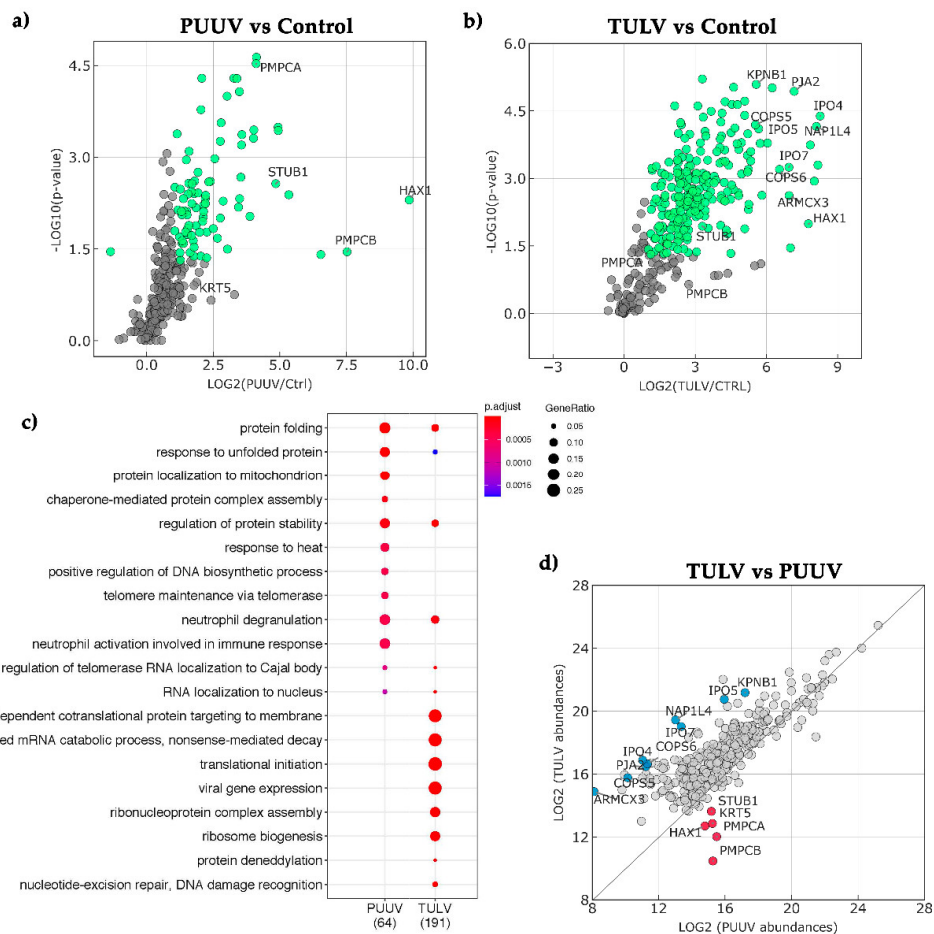 a)
PUUV vs Control
4.5
3.0
1.5
0.0
-LOG10(p-value)
PMPCA
STUB1
HAX1
PMPCB
KRT5
0.0
2.5
5.0
7.5
10.0
LOG2(PUUV/Ctrl)
b)
TULV vs Control
6.0
4.5
3.0
1.5
0.0
-LOG10(p-value)
KPNB1
PJA2
IPO4
COPS5
IPO5
NAP1L4
IPO7
COPS6
ARMCX3
HAX1
STUB1
PMPCA
PMPCB
−3
0
3
6
9
LOG2(TULV/CTRL)
c)
protein folding
response to unfolded protein
protein localization to mitochondrion
chaperone-mediated protein complex assembly
regulation of protein stability
response to heat
positive regulation of DNA biosynthetic process
telomere maintenance via telomerase
neutrophil degranulation
neutrophil activation involved in immune response
regulation of telomerase RNA localization to Cajal body
RNA localization to nucleus
ependent cotranslational protein targeting to membrane
ed mRNA catabolic process, nonsense-mediated decay
translational initiation
viral gene expression
ribonucleoprotein complex assembly
ribosome biogenesis
protein deneddylation
nucleotide-excision repair, DNA damage recognition
PUUV
(64)
TULV
(191)
p.adjust
0.0005
0.0010
0.0016
GeneRatio
0.05
0.10
0.15
0.20
0.25
d)
TULV vs PUUV
28
24
20
16
12
8
LOG2 (TULV abundances)
KPNB1
IPO5
NAP1L4
IPO7
COPS6
IPO4
PJA2
COPS5
ARMCX3
STUB1
KRT5
HAX1
PMPCA
PMPCB
8
12
16
20
24
28
LOG2 (PUUV abundances)